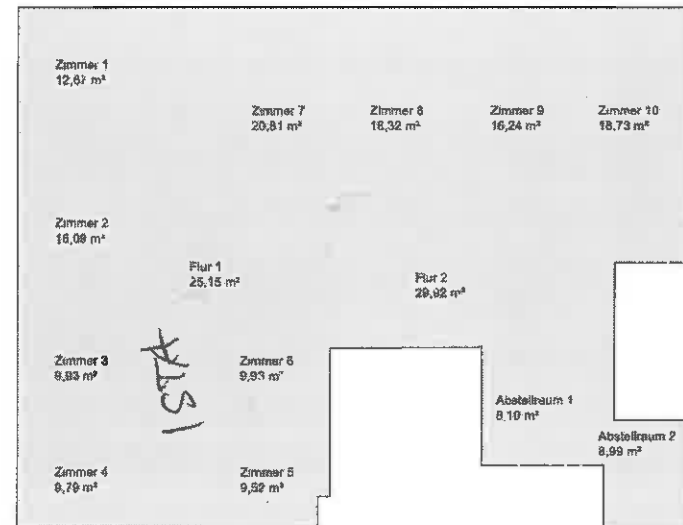 Zimmer 1
12,67 m²
Zimmer 7
20,81 m²
Zimmer 8
16,32 m²
Zimmer 9
16,24 m²
Zimmer 10
18,73 m²
Zimmer 2
16,09 m²
Flur 1
25,15 m²
Flur 2
29,92 m²
Zimmer 3
9,93 m²
Zimmer 6
9,93 m²
Abstellraum 1
8,10 m²
Abstellraum 2
8,99 m²
Zimmer 4
9,79 m²
Zimmer 5
9,52 m²